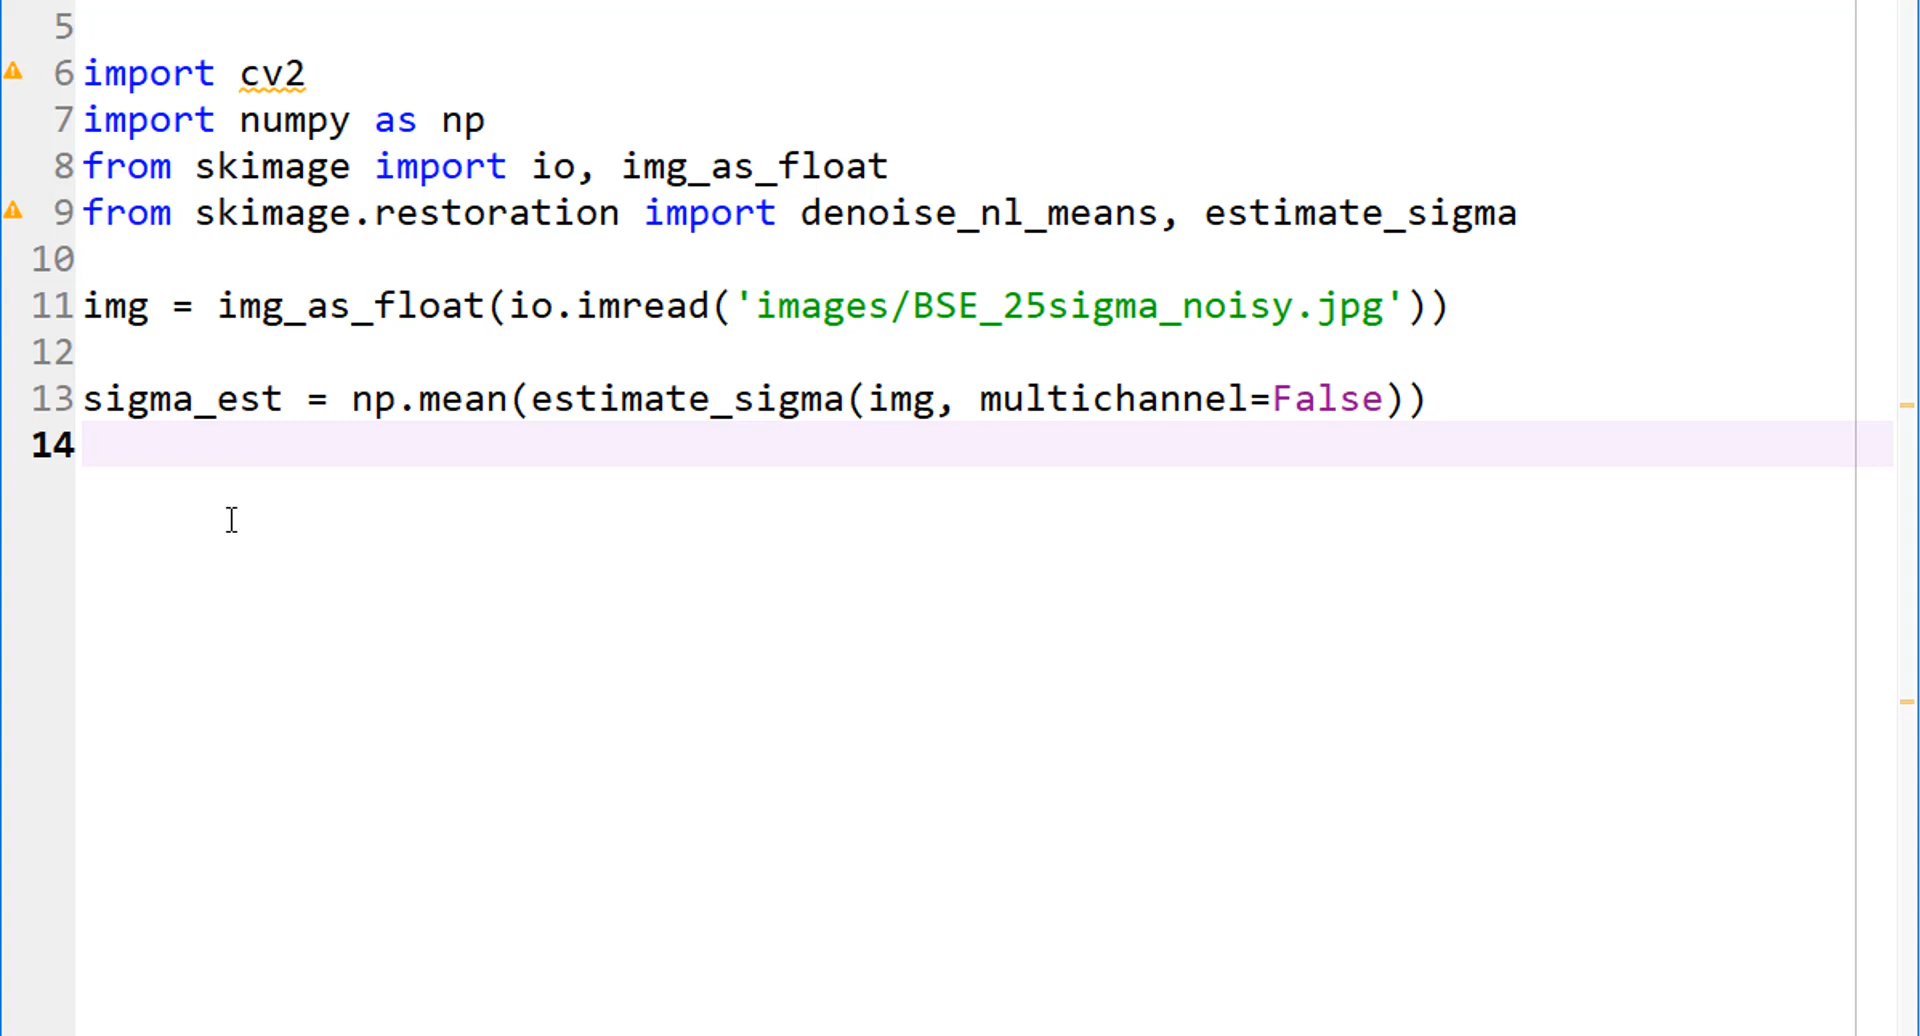 5
6 import cv2
7 import numpy as np
8 from skimage import io, img_as_float
9 from skimage.restoration import denoise_nl_means, estimate_sigma
10
11 img = img_as_float(io.imread('images/BSE_25sigma_noisy.jpg'))
12
13 sigma_est = np.mean(estimate_sigma(img, multichannel=False))
14